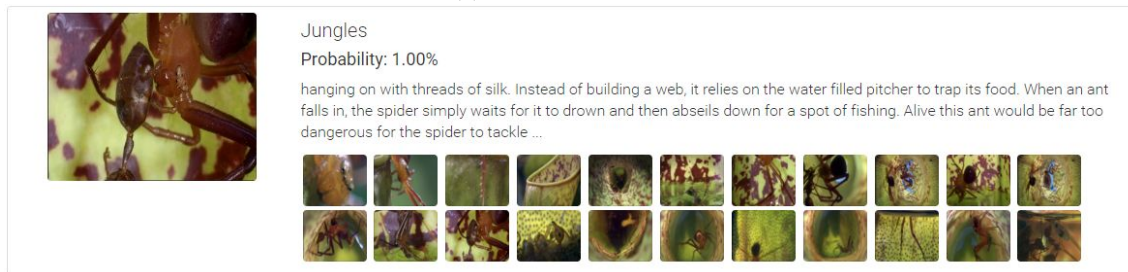 Jungles
Probability: 1.00%
hanging on with threads of silk. Instead of building a web, it relies on the water filled pitcher to trap its food. When an ant
falls in, the spider simply waits for it to drown and then abseils down for a spot of fishing. Alive this ant would be far too
dangerous for the spider to tackle ...